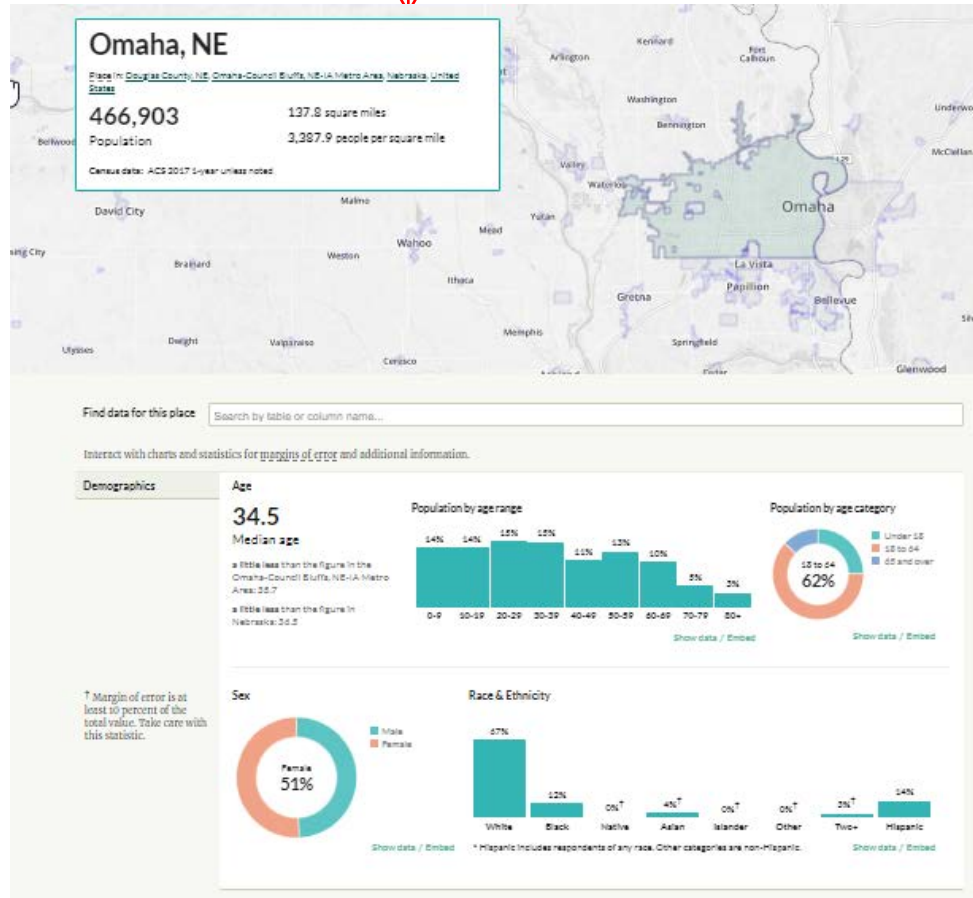 Omaha, NE
Place in: Douglas County, NE, Omaha-Council Bluffs, NE-IA Metro Area, Nebraska, United
States
466,903
Population
137.8 square miles
3,387.9 people per square mile
Census data: ACS 2017 1-year unless noted
Kennard
Fort
Calhoun
Arlington
Washington
Bennington
Underwo
McClellan
Bellwood
Valley
Waterloo
Omaha
David City
Malmo
Yutan
Mead
Wahoo
Weston
sing City
Brainard
Ithaca
La Vista
Papillion
Gretna
Bellevue
Memphis
Springfield
Ulysses
Dwight
Valparaiso
Ceresco
Glenwood
Find data for this place
Search by table or column name...
Interact with charts and statistics for margins of error and additional information.
Demographics
Age
34.5
Median age
a little less than the figure in the
Omaha-Council Bluffs, NE-IA Metro
Area: 35.7
a little less than the figure in
Nebraska: 36.5
Population by age range
14% 14% 15% 15% 11% 13% 10% 5% 3%
0-9 10-19 20-29 30-39 40-49 50-59 60-69 70-79 80+
Show data / Embed
Population by age category
18 to 64
62%
Under 18
18 to 64
65 and over
Show data / Embed
† Margin of error is at
least 10 percent of the
total value. Take care with
this statistic.
Sex
Female
51%
Male
Female
Show data / Embed
Race & Ethnicity
67% 12% 0%† 4%† 0%† 0%† 3%† 14%
White Black Native Asian Islander Other Two+ Hispanic
* Hispanic includes respondents of any race. Other categories are non-Hispanic.
Show data / Embed